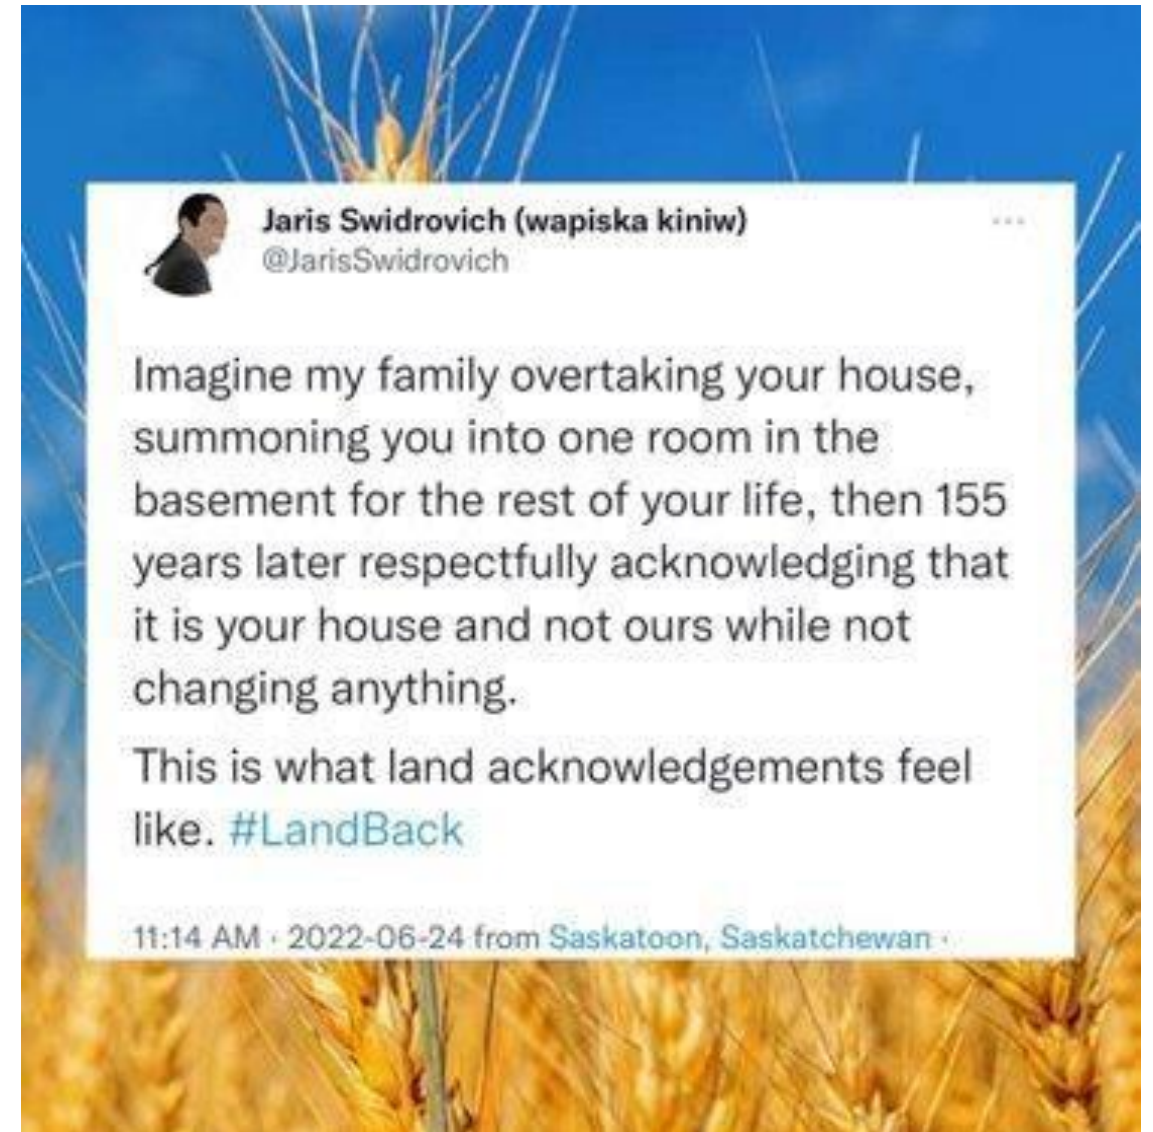 Jaris Swidrovich (wapiska kiniw)
@JarisSwidrovich
Imagine my family overtaking your house,
summoning you into one room in the
basement for the rest of your life, then 155
years later respectfully acknowledging that
it is your house and not ours while not
changing anything.
This is what land acknowledgements feel
like. #LandBack
11:14 AM · 2022-06-24 from Saskatoon, Saskatchewan ·